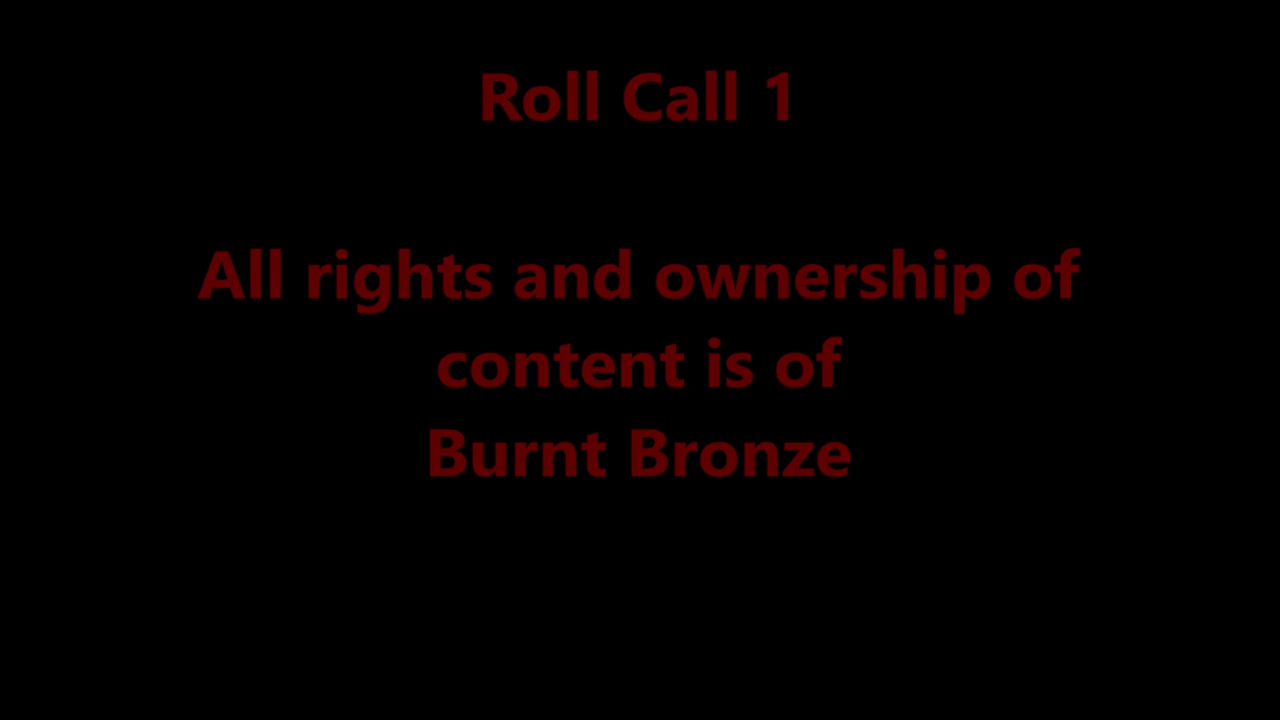 Roll Call 1
All rights and ownership of
content is of
Burnt Bronze